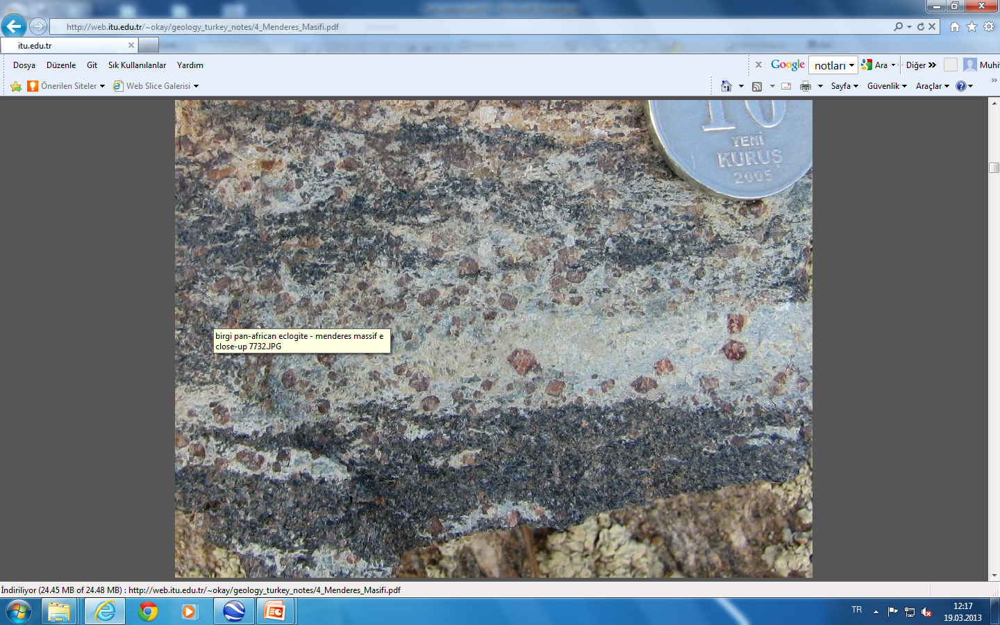 http://web.itu.edu.tr/~okay/geology_turkey_notes/4_Menderes_Masifi.pdf
itu.edu.tr
Dosya Düzenle Git Sık Kullanılanlar Yardım
Google notları Ara Diğer Muhi
Önerilen Siteler Web Slice Galerisi
Sayfa Güvenlik Araçlar
10
YENİ
KURUŞ
2005
birgi pan-african eclogite - menderes massif e
close-up 7732.JPG
İndiriliyor (24.45 MB of 24.48 MB) : http://web.itu.edu.tr/~okay/geology_turkey_notes/4_Menderes_Masifi.pdf
TR
12:17
19.03.2013